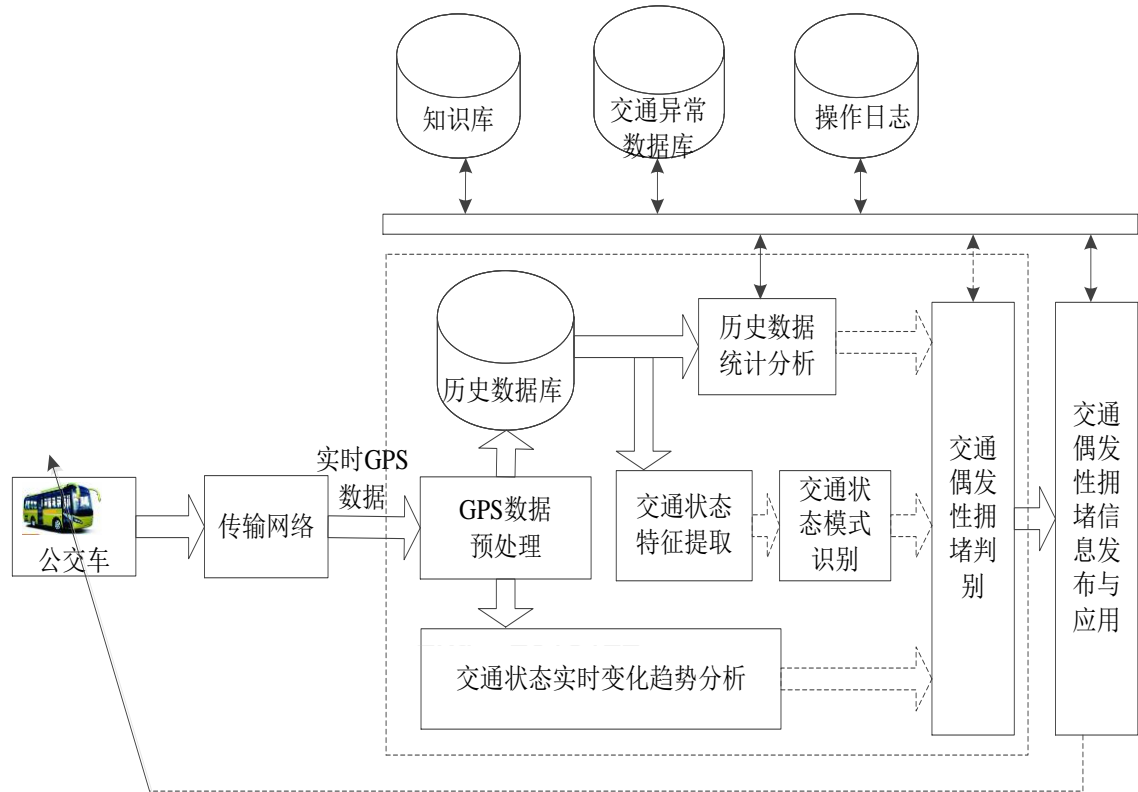 知识库
交通异常
数据库
操作日志
历史数据库
历史数据
统计分析
实时GPS
数据
公交车
传输网络
GPS数据
预处理
交通状态
特征提取
交通状
态模式
识别
交通状态实时变化趋势分析
交通
偶发
性拥
堵判
别
交通
偶发
性拥
堵信
息发
布与
应用